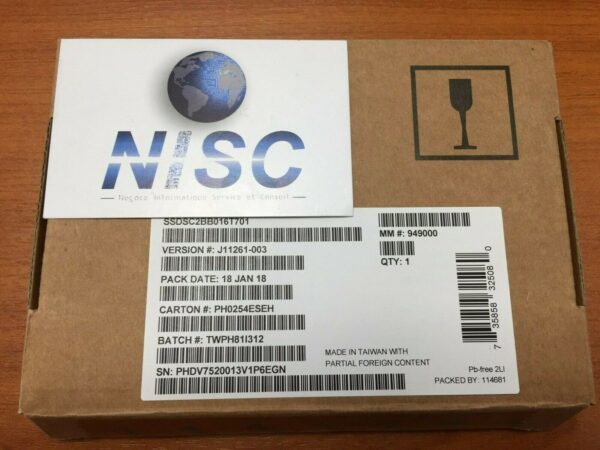 NISC
Negoce Informatique Service et Conseil
SSDSC2BB016T701
MM #: 949000
VERSION #: J11261-003
QTY: 1
PACK DATE: 18 JAN 18
CARTON #: PH0254ESEH
BATCH #: TWPH81I312
MADE IN TAIWAN WITH
PARTIAL FOREIGN CONTENT
7 35858 32508 0
Pb-free 2LI
SN: PHDV7520013V1P6EGN
PACKED BY: 114681